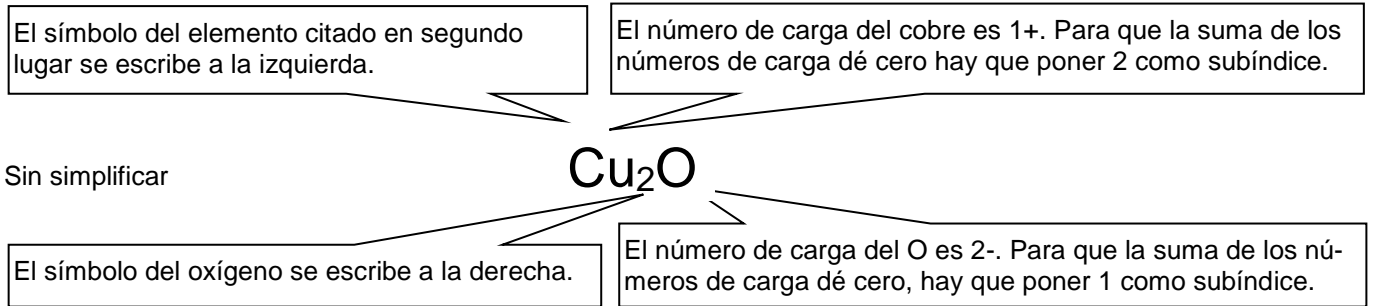 El símbolo del elemento citado en segundo
lugar se escribe a la izquierda.
El número de carga del cobre es 1+. Para que la suma de los
números de carga dé cero hay que poner 2 como subíndice.
Sin simplificar
Cu₂O
El símbolo del oxígeno se escribe a la derecha.
El número de carga del O es 2-. Para que la suma de los nú-
meros de carga dé cero, hay que poner 1 como subíndice.